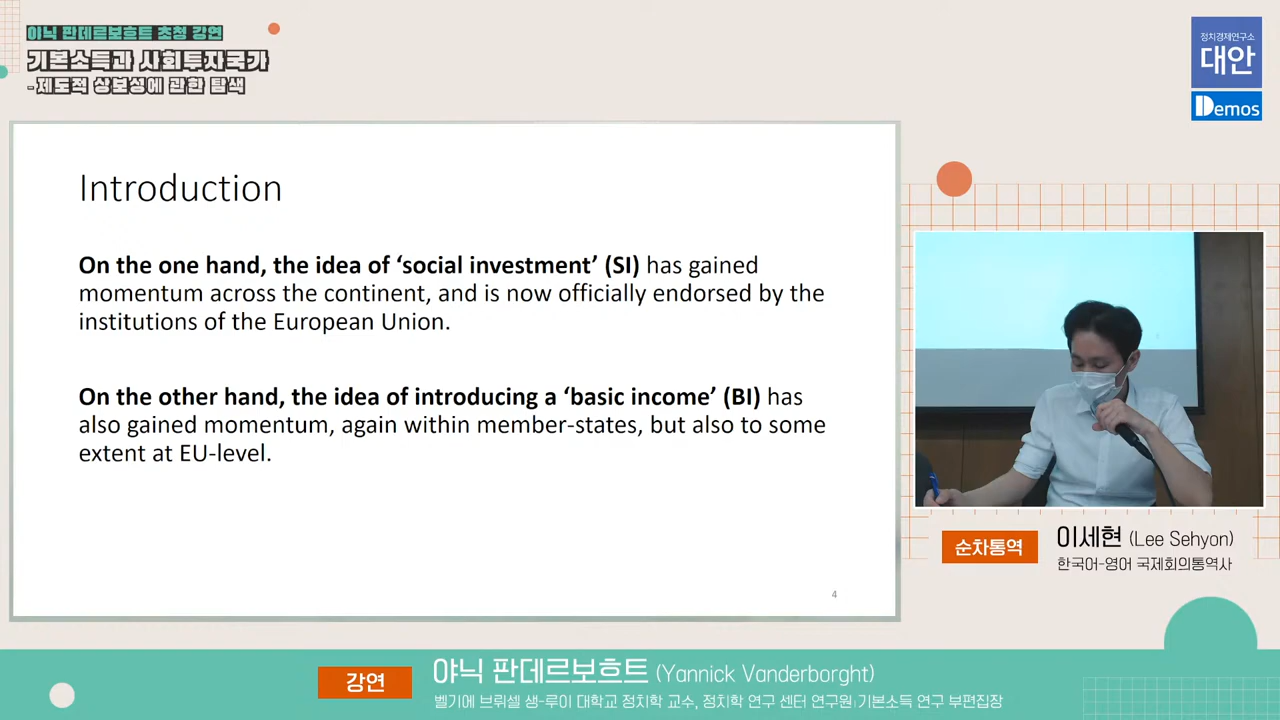 야닉 판데르보흐트 초청 강연
기본소득과 사회투자국가
-제도적 상보성에 관한 탐색
정치경제연구소
대안
Demos
Introduction
On the one hand, the idea of ‘social investment’ (SI) has gained
momentum across the continent, and is now officially endorsed by the
institutions of the European Union.
On the other hand, the idea of introducing a ‘basic income’ (BI) has
also gained momentum, again within member-states, but also to some
extent at EU-level.
4
순차통역
이세현 (Lee Sehyon)
한국어-영어 국제회의통역사
강연
야닉 판데르보흐트 (Yannick Vanderborght)
벨기에 브뤼셀 생-루이 대학교 정치학 교수, 정치학 연구 센터 연구원, 기본소득 연구 부편집장